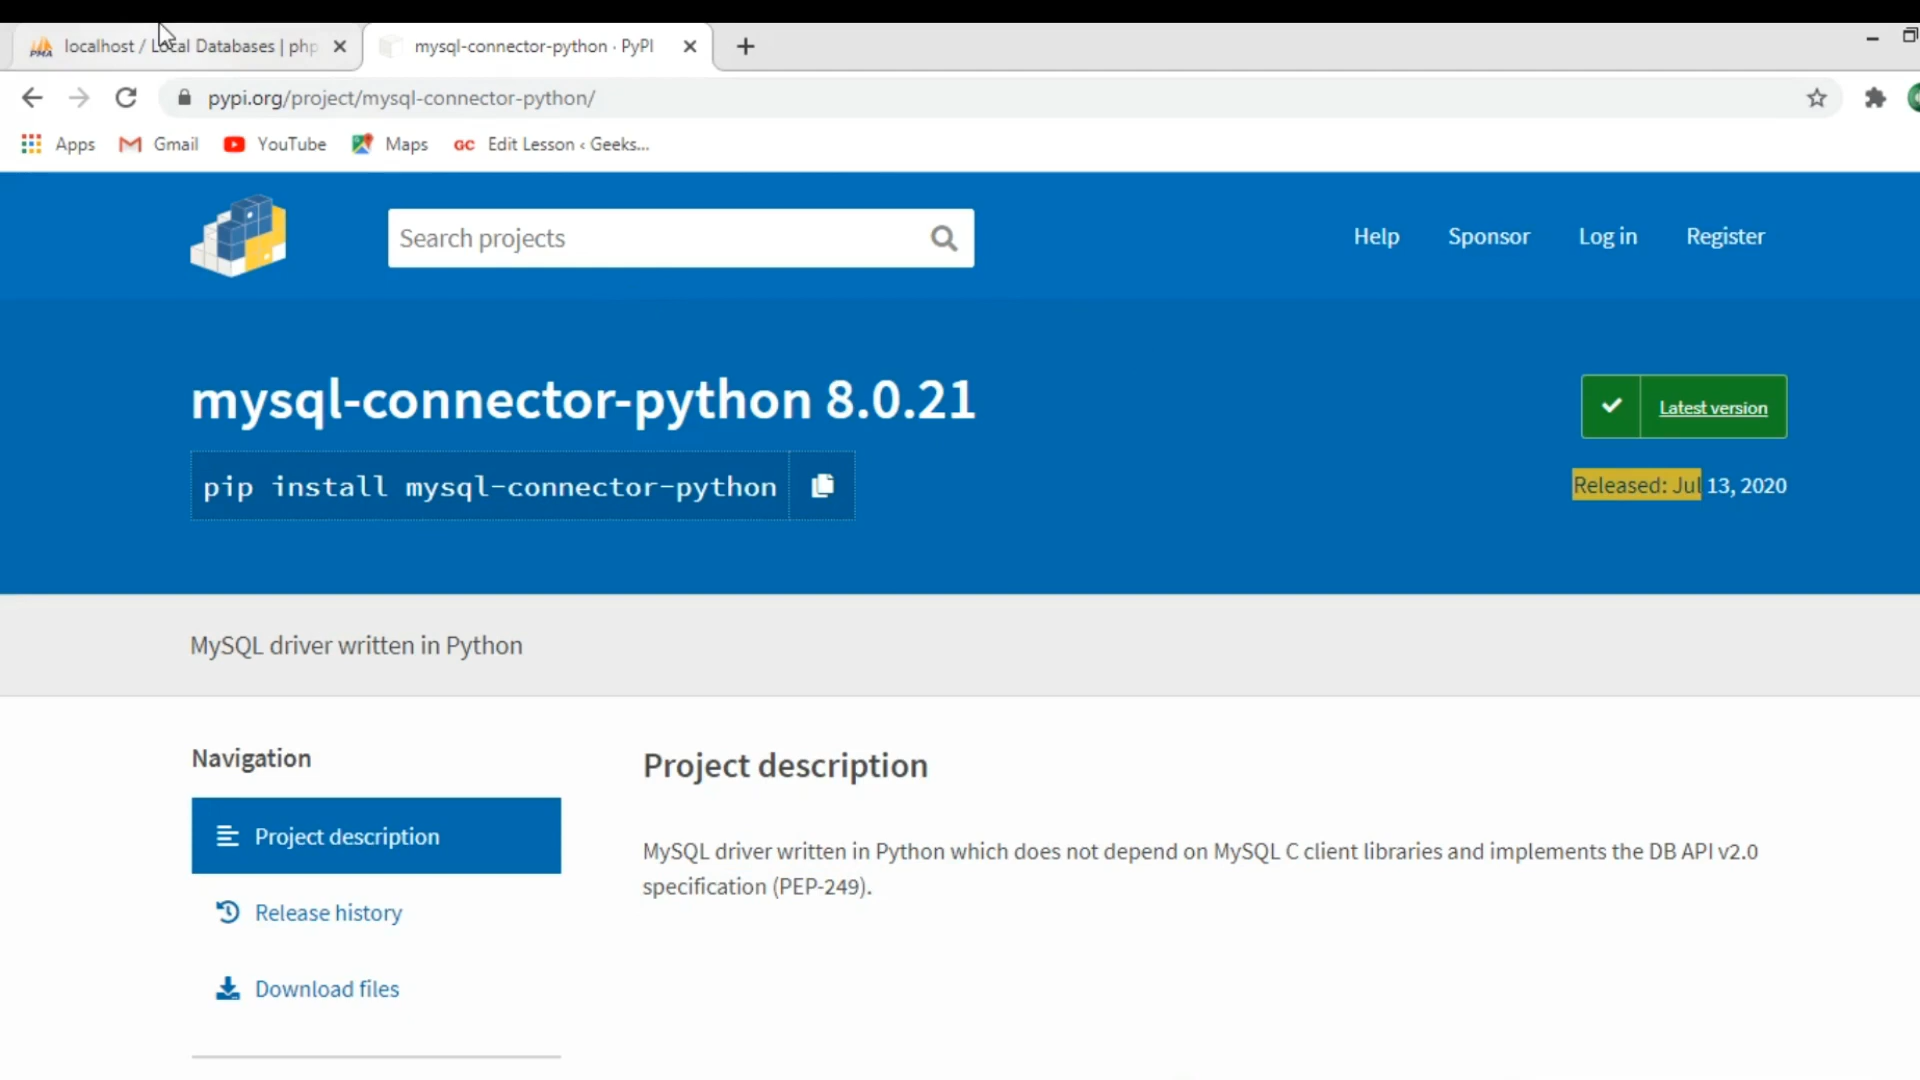 localhost / Local Databases | php
mysql-connector-python · PyPI
pypi.org/project/mysql-connector-python/
Apps
Gmail
YouTube
Maps
GC Edit Lesson ‹ Geeks...
Search projects
Help
Sponsor
Log in
Register
mysql-connector-python 8.0.21
Latest version
pip install mysql-connector-python
Released: Jul 13, 2020
MySQL driver written in Python
Navigation
Project description
Release history
Download files
Project description
MySQL driver written in Python which does not depend on MySQL C client libraries and implements the DB API v2.0
specification (PEP-249).